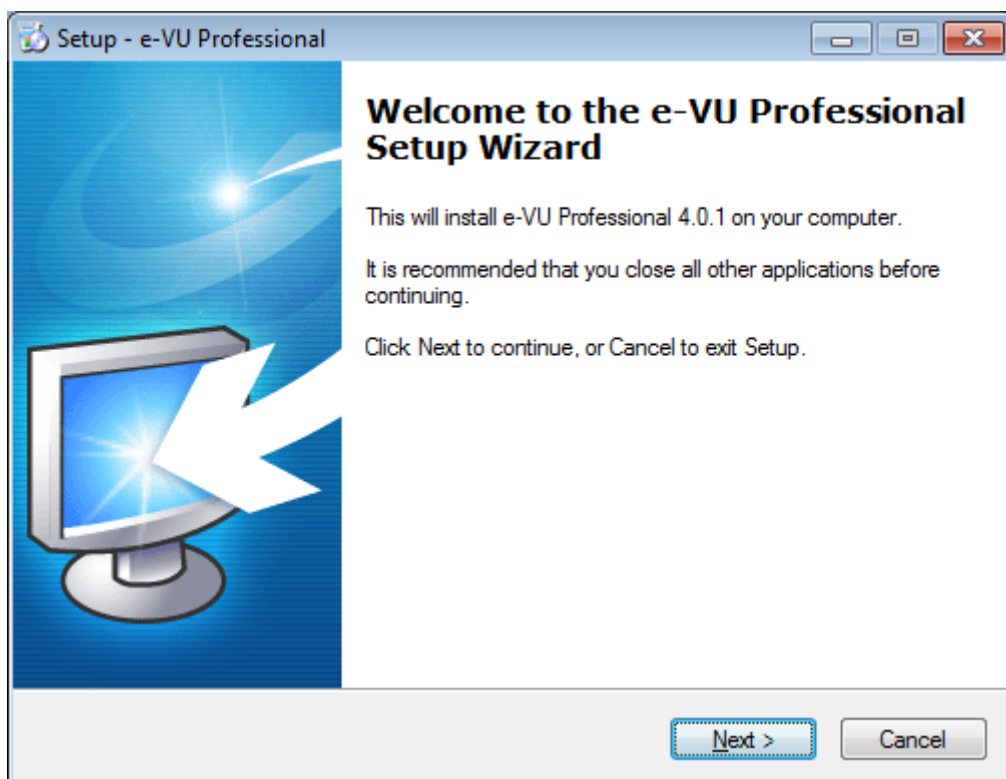 Setup - e-VU Professional
Welcome to the e-VU Professional
Setup Wizard
This will install e-VU Professional 4.0.1 on your computer.
It is recommended that you close all other applications before
continuing.
Click Next to continue, or Cancel to exit Setup.
Next >
Cancel